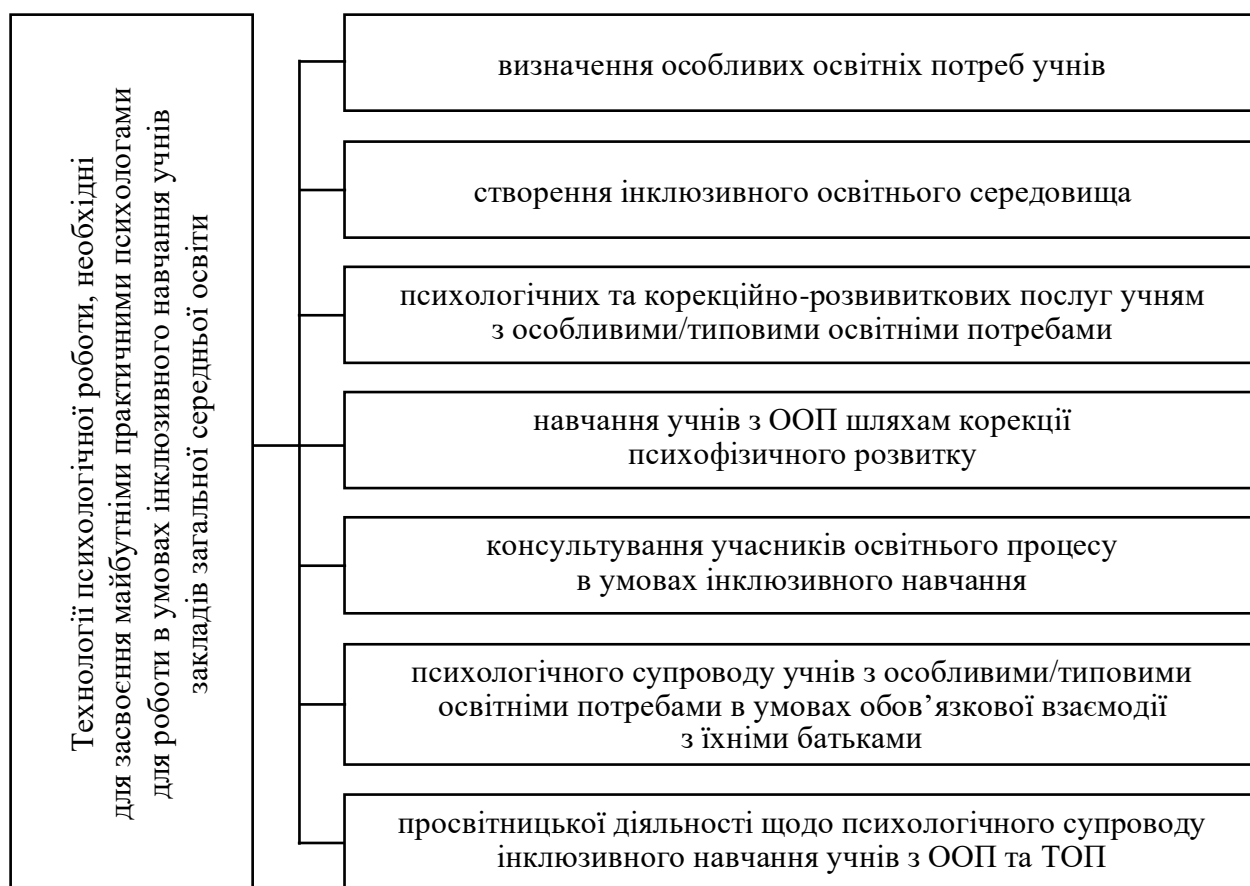 Технології психологічної роботи, необхідні
для засвоєння майбутніми практичними психологами
для роботи в умовах інклюзивного навчання учнів
закладів загальної середньої освіти
визначення особливих освітніх потреб учнів
створення інклюзивного освітнього середовища
психологічних та корекційно-розвивиткових послуг учням
з особливими/типовими освітніми потребами
навчання учнів з ООП шляхам корекції
психофізичного розвитку
консультування учасників освітнього процесу
в умовах інклюзивного навчання
психологічного супроводу учнів з особливими/типовими
освітніми потребами в умовах обов’язкової взаємодії
з їхніми батьками
просвітницької діяльності щодо психологічного супроводу
інклюзивного навчання учнів з ООП та ТОП